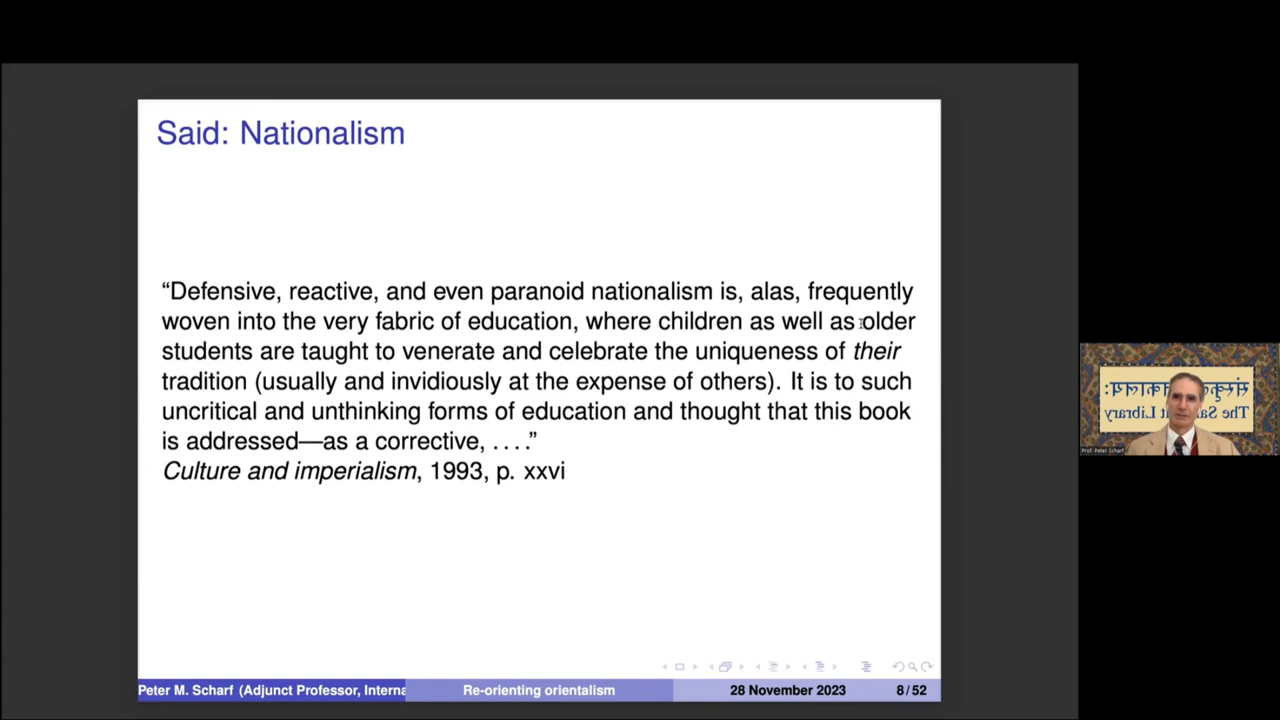 Said: Nationalism
“Defensive, reactive, and even paranoid nationalism is, alas, frequently
woven into the very fabric of education, where children as well as older
students are taught to venerate and celebrate the uniqueness of their
tradition (usually and invidiously at the expense of others). It is to such
uncritical and unthinking forms of education and thought that this book
is addressed—as a corrective, . . . .”
Culture and imperialism, 1993, p. xxvi
Peter M. Scharf (Adjunct Professor, Interna
Re-orienting orientalism
28 November 2023
8/52
The Sa t Library
Prof. Peter Scharf